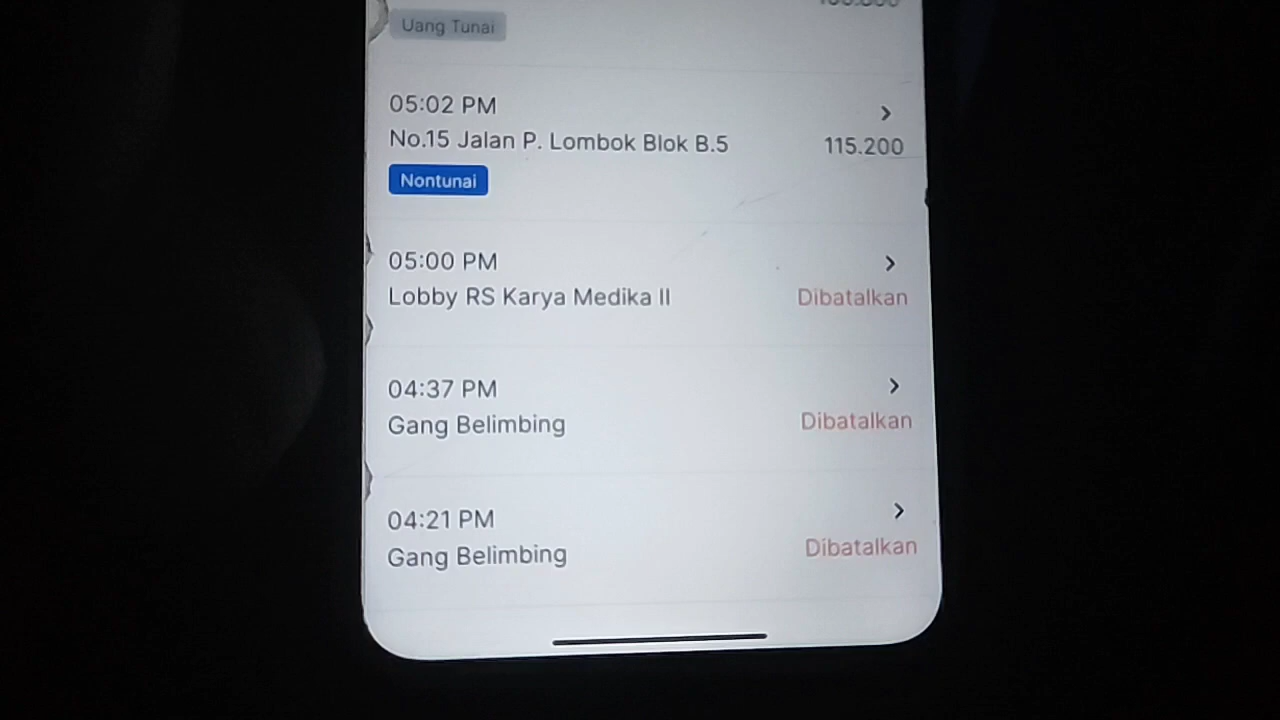 Uang Tunai
05:02 PM
No.15 Jalan P. Lombok Blok B.5
115.200
Nontunai
05:00 PM
Lobby RS Karya Medika II
Dibatalkan
04:37 PM
Gang Belimbing
Dibatalkan
04:21 PM
Gang Belimbing
Dibatalkan